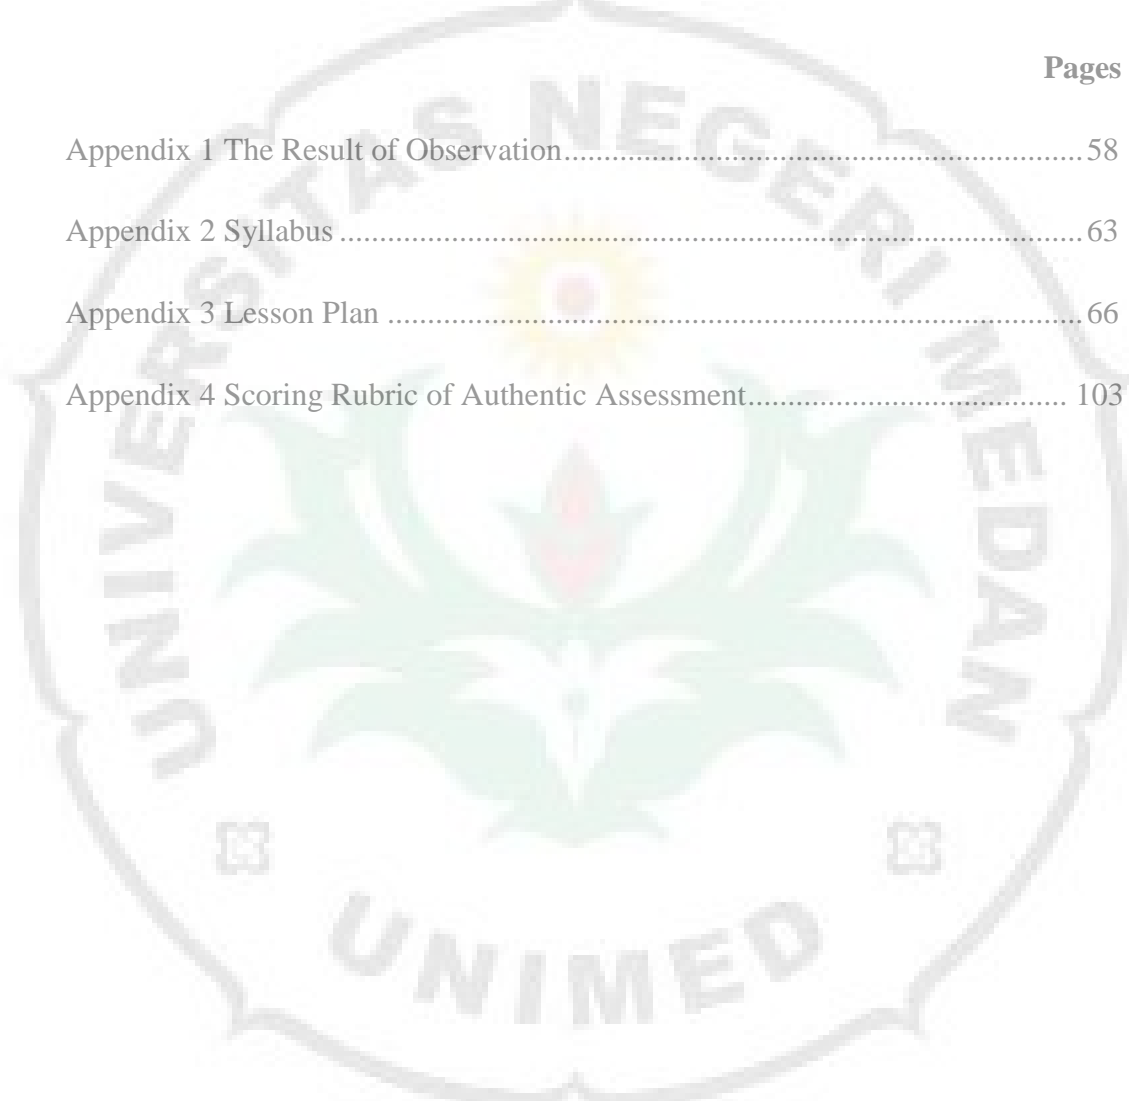 Pages
Appendix 1 The Result of Observation.................................................................58
Appendix 2 Syllabus.............................................................................................63
Appendix 3 Lesson Plan.......................................................................................66
Appendix 4 Scoring Rubric of Authentic Assessment........................................ 103
UNIVERSITAS NEGERI MEDAN
UNIMED